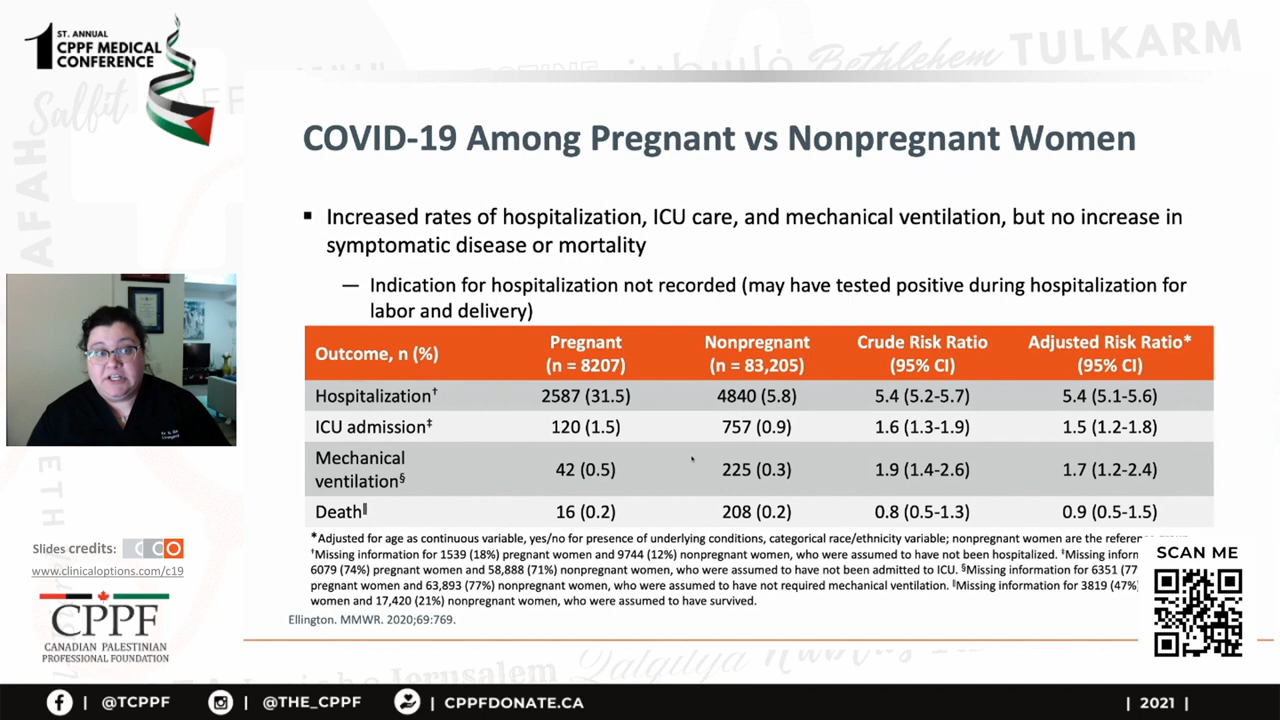 1
ST. ANNUAL
CPPF MEDICAL
CONFERENCE
Salfit
AFAH
Bethlehem
TULKARM
COVID-19 Among Pregnant vs Nonpregnant Women
▪ Increased rates of hospitalization, ICU care, and mechanical ventilation, but no increase in
symptomatic disease or mortality
— Indication for hospitalization not recorded (may have tested positive during hospitalization for
labor and delivery)
Outcome, n (%) Pregnant (n = 8207) Nonpregnant (n = 83,205) Crude Risk Ratio (95% CI) Adjusted Risk Ratio* (95% CI)
Hospitalization† 2587 (31.5) 4840 (5.8) 5.4 (5.2-5.7) 5.4 (5.1-5.6)
ICU admission‡ 120 (1.5) 757 (0.9) 1.6 (1.3-1.9) 1.5 (1.2-1.8)
Mechanical ventilation§ 42 (0.5) 225 (0.3) 1.9 (1.4-2.6) 1.7 (1.2-2.4)
Death‖ 16 (0.2) 208 (0.2) 0.8 (0.5-1.3) 0.9 (0.5-1.5)
*Adjusted for age as continuous variable, yes/no for presence of underlying conditions, categorical race/ethnicity variable; nonpregnant women are the referen
†Missing information for 1539 (18%) pregnant women and 9744 (12%) nonpregnant women, who were assumed to have not been hospitalized. ‡Missing inforn
6079 (74%) pregnant women and 58,888 (71%) nonpregnant women, who were assumed to have not been admitted to ICU. §Missing information for 6351 (77
pregnant women and 63,893 (77%) nonpregnant women, who were assumed to have not required mechanical ventilation. ‖Missing information for 3819 (47%)
women and 17,420 (21%) nonpregnant women, who were assumed to have survived.
Ellington. MMWR. 2020;69:769.
Slides credits: CCO
www.clinicaloptions.com/c19
CPPF
CANADIAN PALESTINIAN
PROFESSIONAL FOUNDATION
SCAN ME
Jerusalem
Qalqilya
| @TCPPF | @THE_CPPF | CPPFDONATE.CA | 2021 |